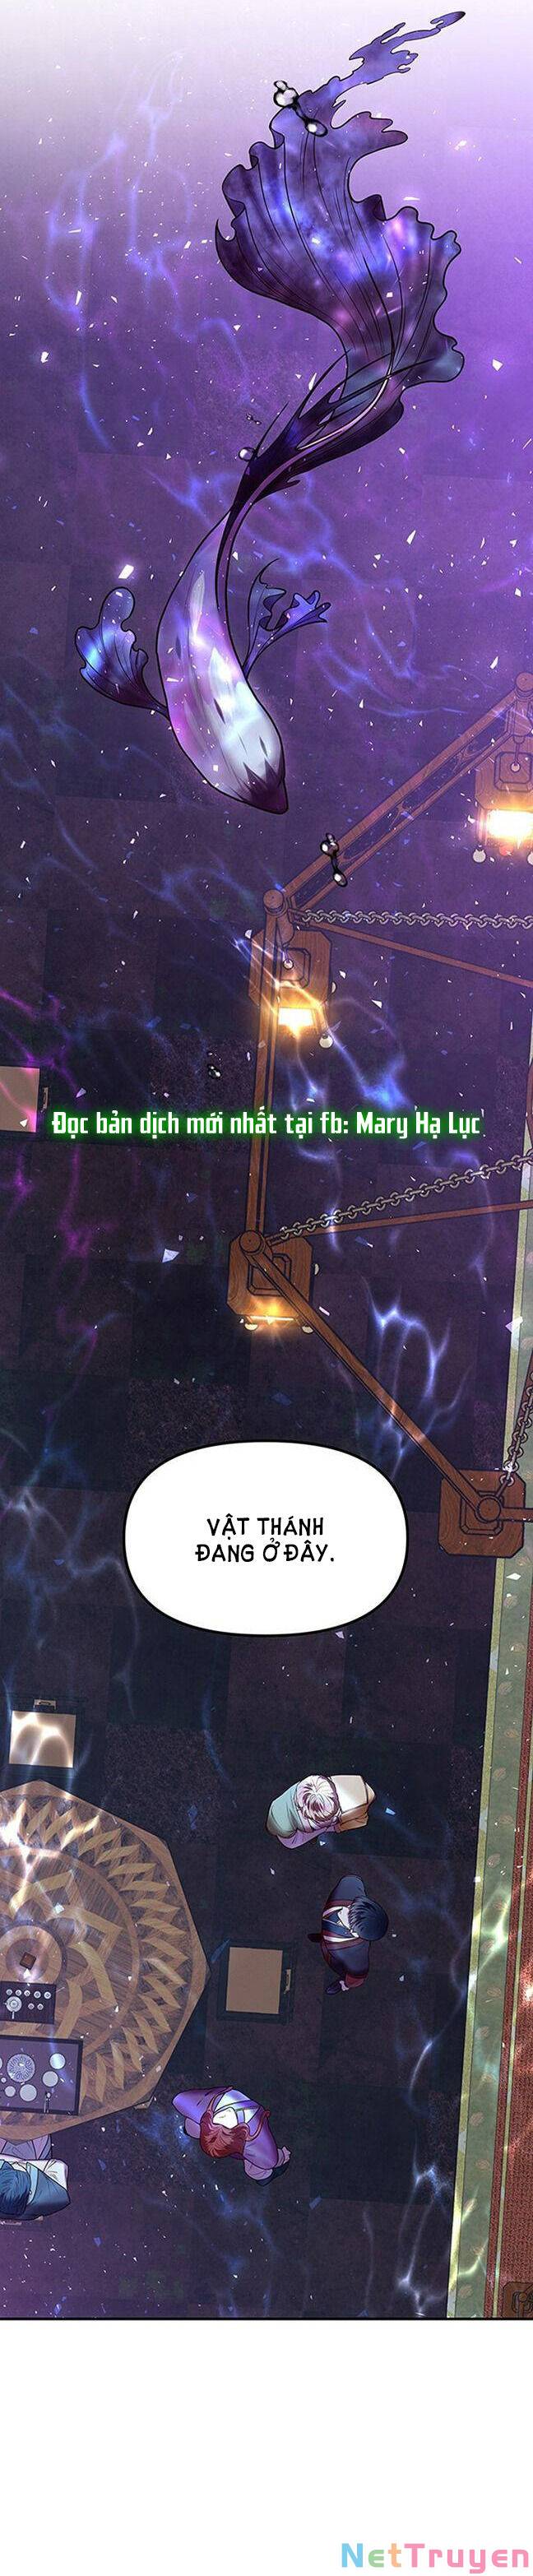 Đọc bản dịch mới nhất tại fb: Mary Hạ Lục
VẬT THÁNH
ĐANG Ở ĐÂY.
NetTruyen